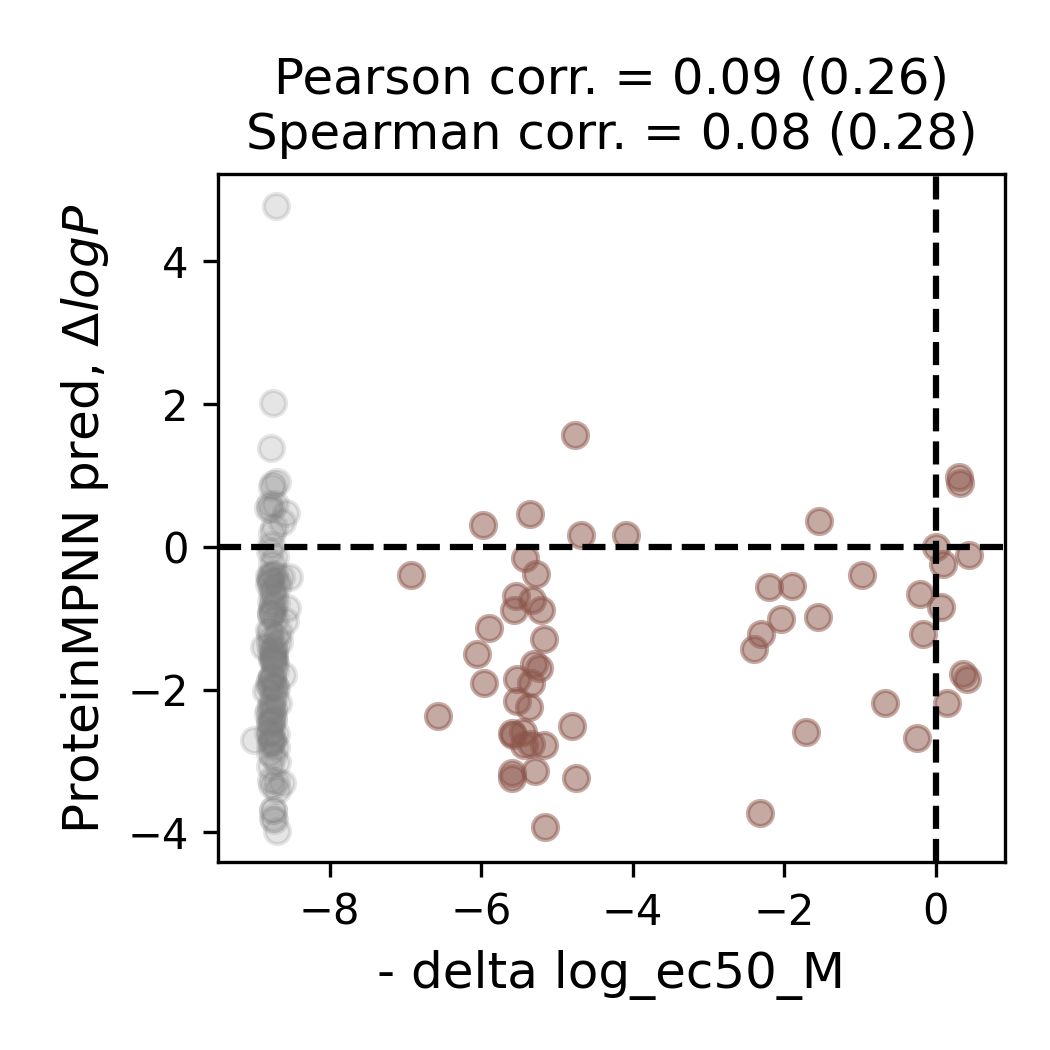 Pearson corr. = 0.09 (0.26)
Spearman corr. = 0.08 (0.28)
ProteinMPNN pred, ΔlogP
4
2
0
−2
−4
−8
−6
−4
−2
0
- delta log_ec50_M